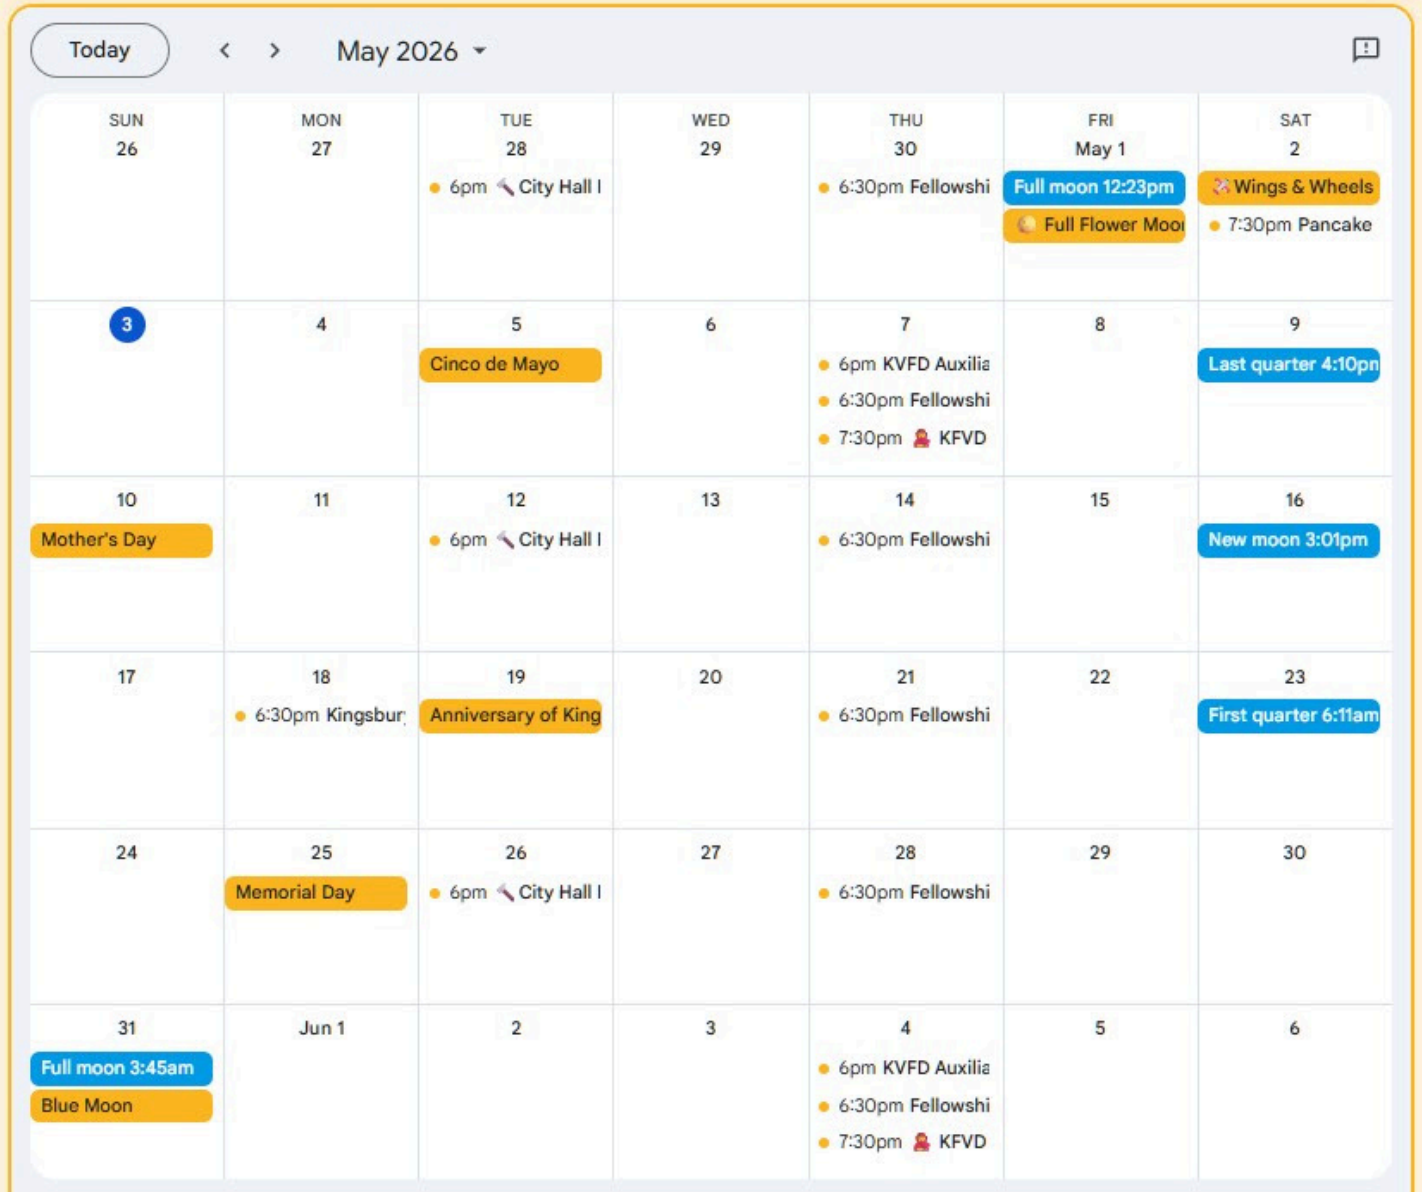 Today
May 2026
SUN MON TUE WED THU FRI SAT
26 27 28 29 30 May 1 2
6pm City Hall
6:30pm Fellowshi
Full moon 12:23pm
Full Flower Moo
Wings & Wheels
7:30pm Pancake
3 4 5 6 7 8 9
Cinco de Mayo
6pm KVFD Auxilia
6:30pm Fellowshi
7:30pm KFVD
Last quarter 4:10pm
10 11 12 13 14 15 16
Mother's Day
6pm City Hall
6:30pm Fellowshi
New moon 3:01pm
17 18 19 20 21 22 23
6:30pm Kingsbur
Anniversary of King
6:30pm Fellowshi
First quarter 6:11am
24 25 26 27 28 29 30
Memorial Day
6pm City Hall
6:30pm Fellowshi
31 Jun 1 2 3 4 5 6
Full moon 3:45am
Blue Moon
6pm KVFD Auxilia
6:30pm Fellowshi
7:30pm KFVD